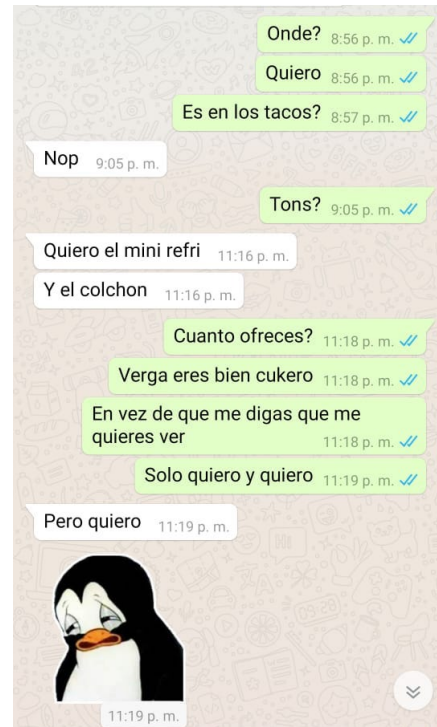 Onde? 8:56 p. m.
Quiero 8:56 p. m.
Es en los tacos? 8:57 p. m.
Nop 9:05 p. m.
Tons? 9:05 p. m.
Quiero el mini refri 11:16 p. m.
Y el colchon 11:16 p. m.
Cuanto ofreces? 11:18 p. m.
Verga eres bien cukero 11:18 p. m.
En vez de que me digas que me
quieres ver 11:18 p. m.
Solo quiero y quiero 11:19 p. m.
Pero quiero 11:19 p. m.
11:19 p. m.